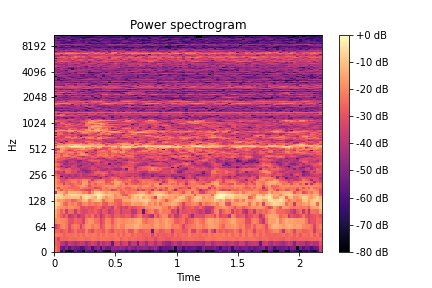 Power spectrogram
8192
4096
2048
1024
512
256
128
64
0
Hz
0
0.5
1
1.5
2
Time
+0 dB
-10 dB
-20 dB
-30 dB
-40 dB
-50 dB
-60 dB
-70 dB
-80 dB